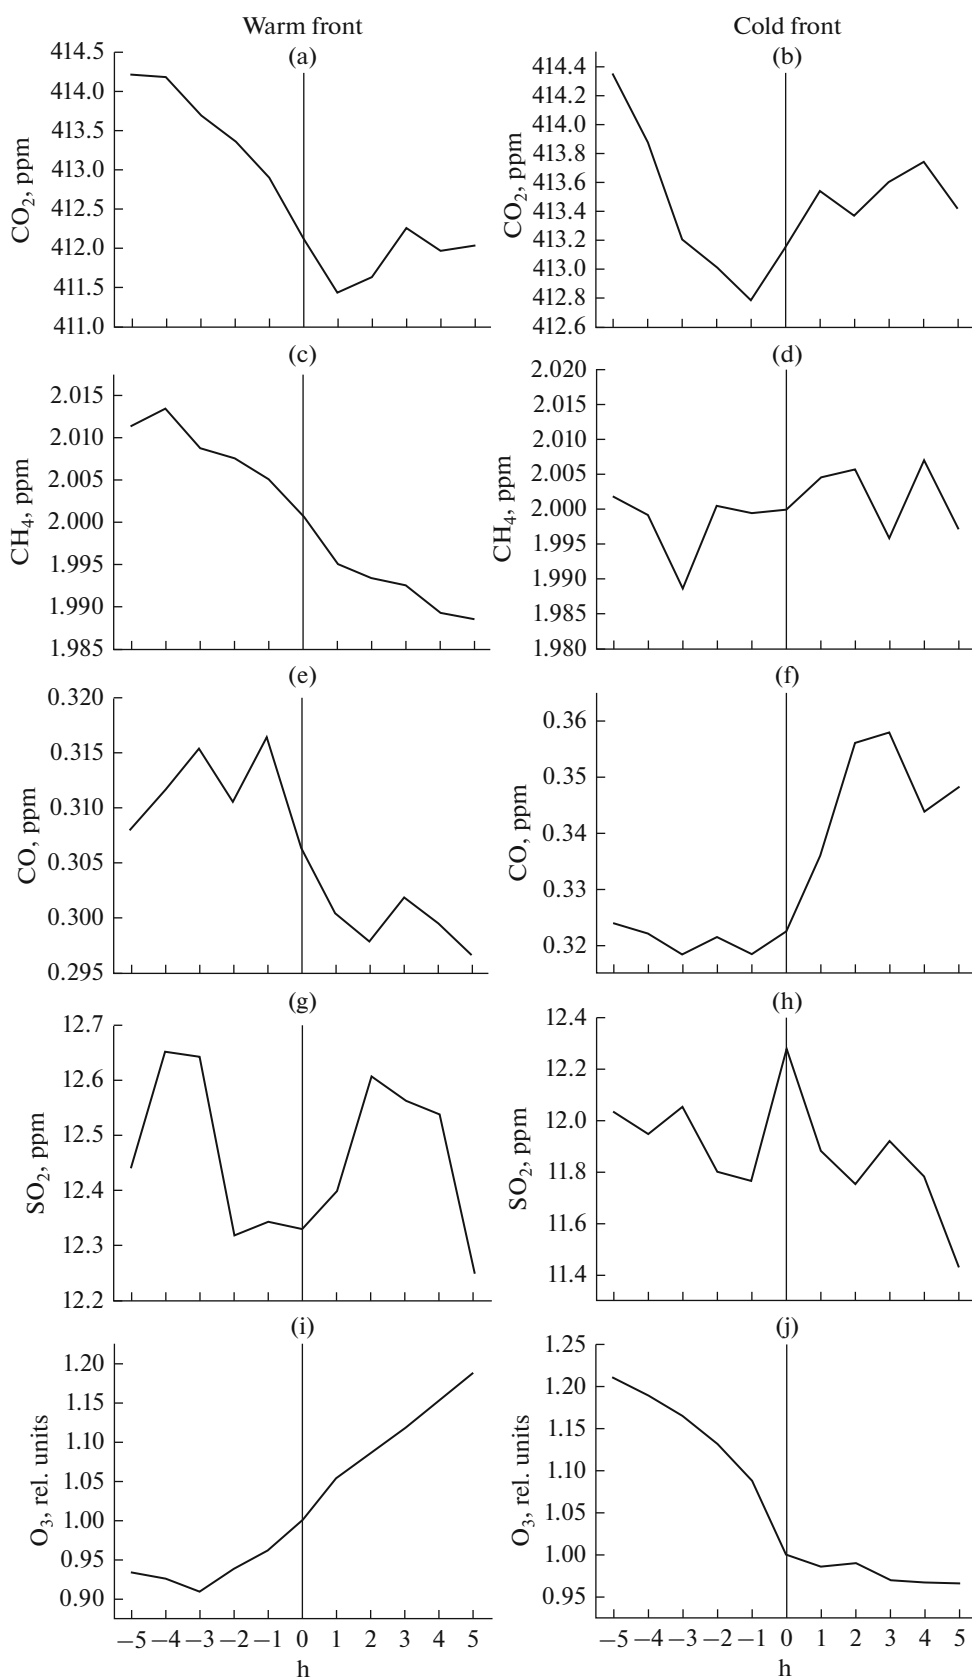 Warm front
Cold front
(a)
414.5
414.0
413.5
413.0
412.5
412.0
411.5
411.0
CO2, ppm
(b)
414.4
414.2
414.0
413.8
413.6
413.4
413.2
413.0
412.8
412.6
CO2, ppm
(c)
2.015
2.010
2.005
2.000
1.995
1.990
1.985
CH4, ppm
(d)
2.020
2.015
2.010
2.005
2.000
1.995
1.990
1.985
1.980
CH4, ppm
(e)
0.320
0.315
0.310
0.305
0.300
0.295
CO, ppm
(f)
0.36
0.35
0.34
0.33
0.32
CO, ppm
(g)
12.7
12.6
12.5
12.4
12.3
12.2
SO2, ppm
(h)
12.4
12.2
12.0
11.8
11.6
11.4
SO2, ppm
(i)
1.20
1.15
1.10
1.05
1.00
0.95
0.90
O3, rel. units
−5 −4 −3 −2 −1 0 1 2 3 4 5
h
(j)
1.25
1.20
1.15
1.10
1.05
1.00
0.95
O3, rel. units
−5 −4 −3 −2 −1 0 1 2 3 4 5
h